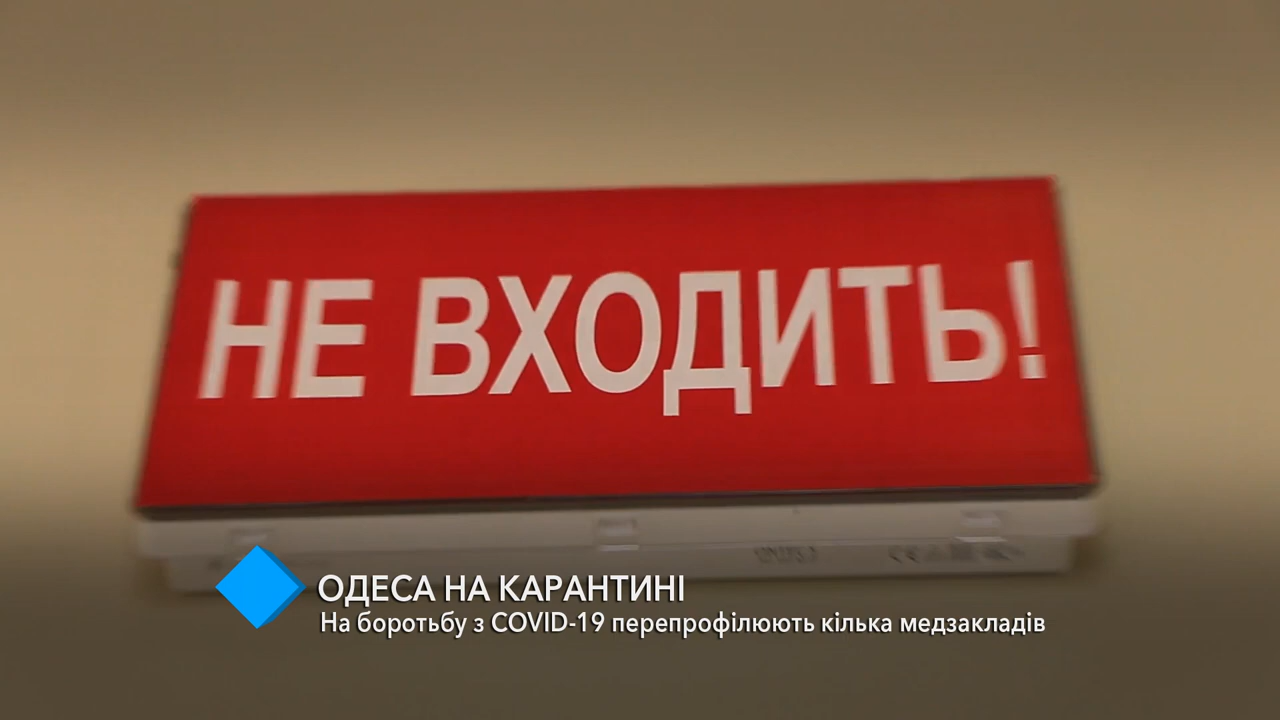 НЕ ВХОДИТЬ!
ОДЕСА НА КАРАНТИНІ
На боротьбу з COVID-19 перепрофілюють кілька медзакладів